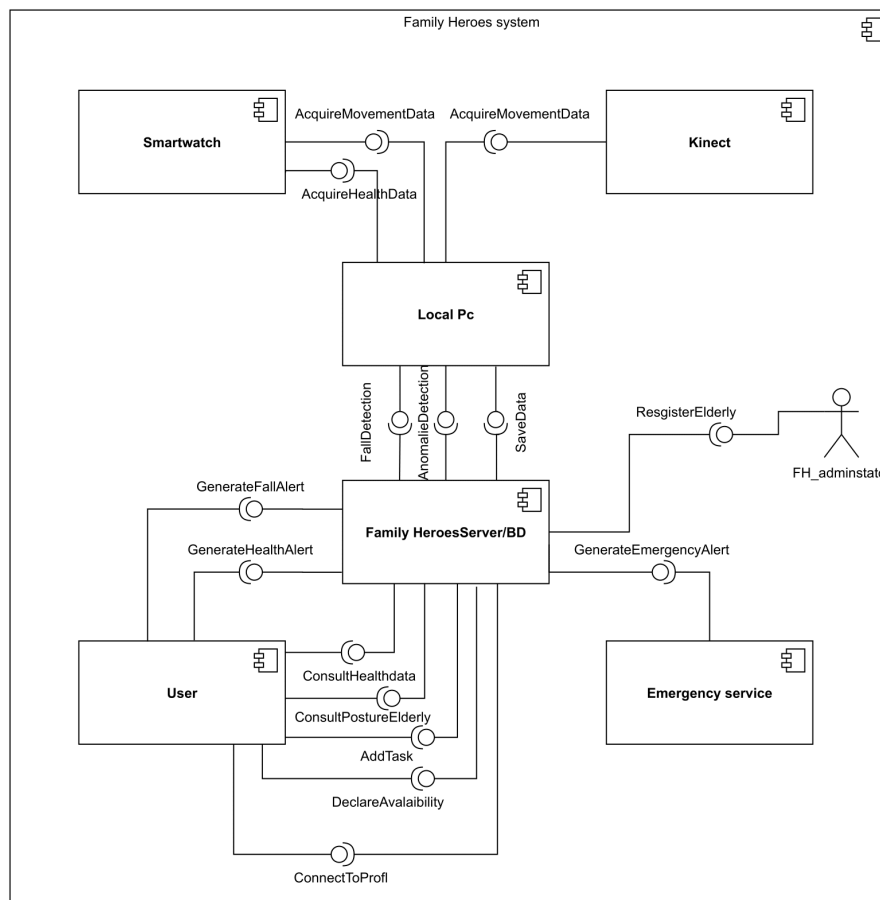 Family Heroes system
AcquireMovementData
AcquireMovementData
Smartwatch
Kinect
AcquireHealthData
Local Pc
FallDetection
AnomalieDetection
SaveData
ResgisterElderly
FH_adminstato
GenerateFallAlert
Family HeroesServer/BD
GenerateHealthAlert
GenerateEmergencyAlert
ConsultHealthdata
User
Emergency service
ConsultPostureElderly
AddTask
DeclareAvalaibility
ConnectToProfl